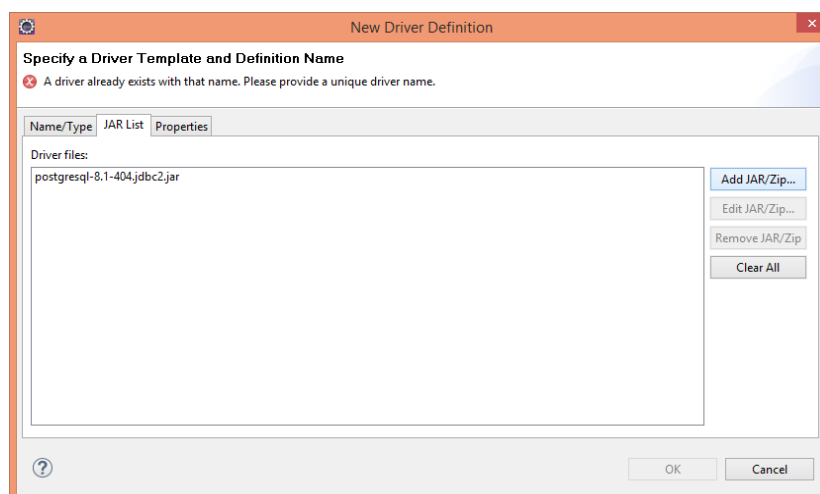 New Driver Definition
Specify a Driver Template and Definition Name
A driver already exists with that name. Please provide a unique driver name.
Name/Type JAR List Properties
Driver files:
postgresql-8.1-404.jdbc2.jar
Add JAR/Zip...
Edit JAR/Zip...
Remove JAR/Zip
Clear All
OK Cancel